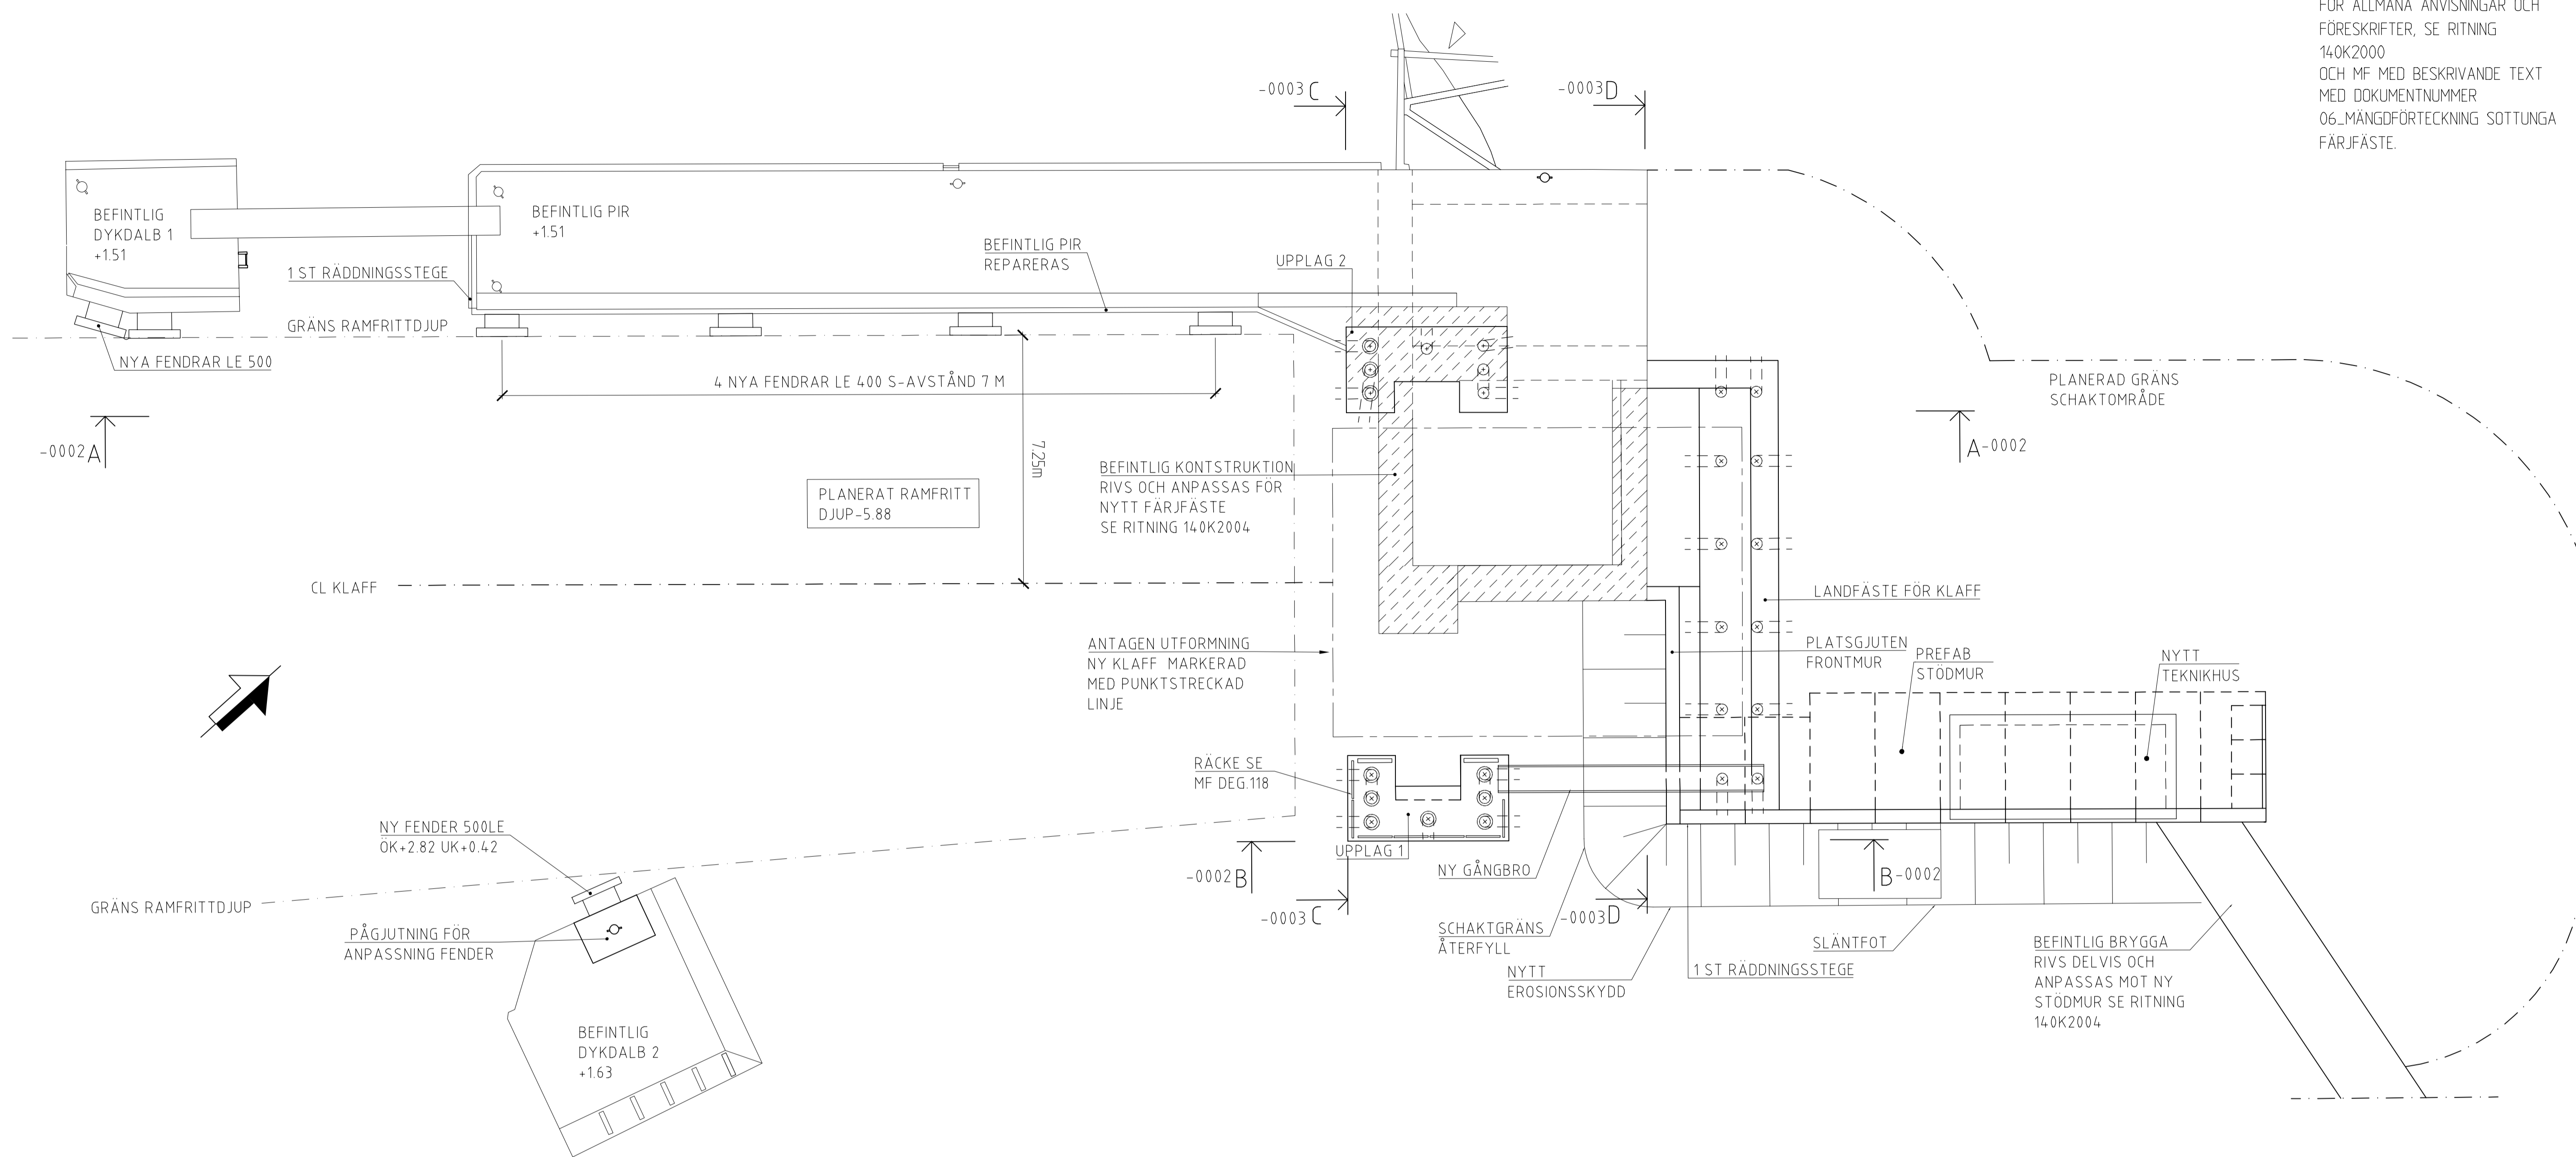 FÖR ALLMÄNA ANVISNINGAR OCH
FÖRESKRIFTER, SE RITNING
140K2000
OCH MF MED BESKRIVANDE TEXT
MED DOKUMENTNUMMER
06_MÄNGDFÖRTECKNING SOTTUNGA
FÄRJFÄSTE.
-0003 C
-0003 D
BEFINTLIG
DYKDALB 1
+1.51
BEFINTLIG PIR
+1.51
1 ST RÄDDNINGSSTEGE
BEFINTLIG PIR
REPARERAS
UPPLAG 2
GRÄNS RAMFRITTDJUP
NYA FENDRAR LE 500
4 NYA FENDRAR LE 400 S-AVSTÅND 7 M
PLANERAD GRÄNS
SCHAKTOMRÅDE
-0002 A
A -0002
7.25m
PLANERAT RAMFRITT
DJUP-5.88
BEFINTLIG KONTSTRUKTION
RIVS OCH ANPASSAS FÖR
NYTT FÄRJFÄSTE
SE RITNING 140K2004
CL KLAFF
LANDFÄSTE FÖR KLAFF
ANTAGEN UTFORMNING
NY KLAFF MARKERAD
MED PUNKTSTRECKAD
LINJE
PLATSGJUTEN
FRONTMUR
PREFAB
STÖDMUR
NYTT
TEKNIKHUS
RÄCKE SE
MF DEG.118
NY FENDER 500LE
ÖK+2.82 UK+0.42
UPPLAG 1
-0002 B
NY GÅNGBRO
B -0002
GRÄNS RAMFRITTDJUP
-0003 C
-0003 D
PÅGJUTNING FÖR
ANPASSNING FENDER
SCHAKTGRÄNS
ÅTERFYLL
SLÄNTFOT
BEFINTLIG BRYGGA
RIVS DELVIS OCH
ANPASSAS MOT NY
STÖDMUR SE RITNING
140K2004
NYTT
EROSIONSSKYDD
1 ST RÄDDNINGSSTEGE
BEFINTLIG
DYKDALB 2
+1.63